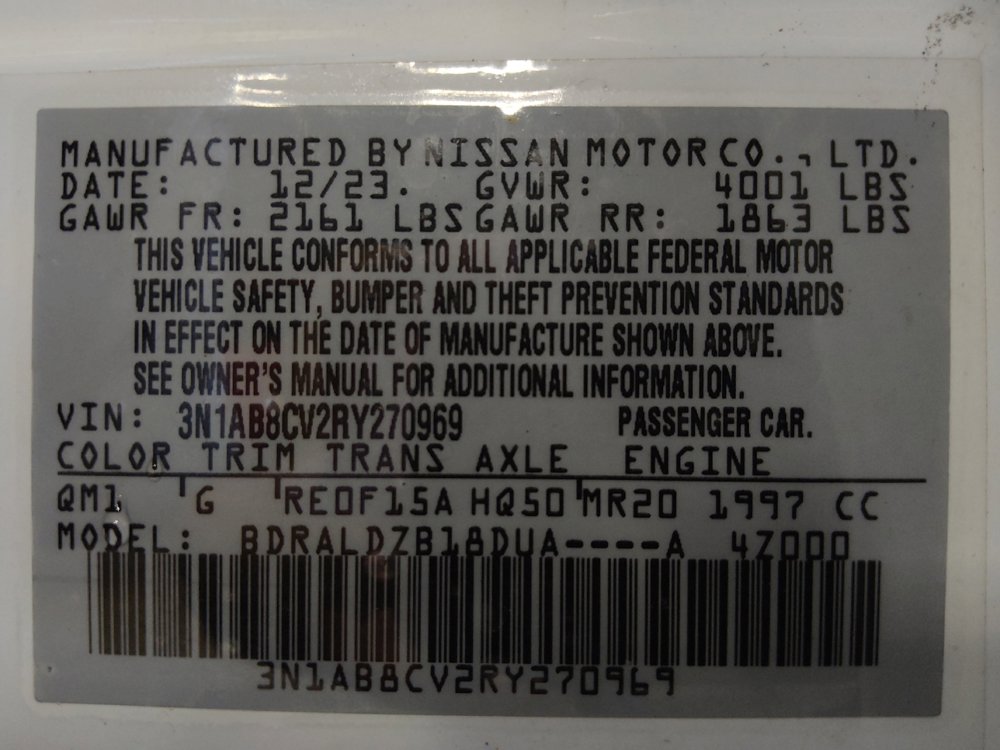 MANUFACTURED BY NISSAN MOTOR CO., LTD.
DATE: 12/23. GVWR: 4001 LBS
GAWR FR: 2161 LBS GAWR RR: 1863 LBS
THIS VEHICLE CONFORMS TO ALL APPLICABLE FEDERAL MOTOR
VEHICLE SAFETY, BUMPER AND THEFT PREVENTION STANDARDS
IN EFFECT ON THE DATE OF MANUFACTURE SHOWN ABOVE.
SEE OWNER'S MANUAL FOR ADDITIONAL INFORMATION.
VIN: 3N1AB8CV2RY270969 PASSENGER CAR.
COLOR TRIM TRANS AXLE ENGINE
QM1 G RE0F15A HQ50 MR20 1997 CC
MODEL: BDRALDZB18DUA----A 4Z000
3N1AB8CV2RY270969